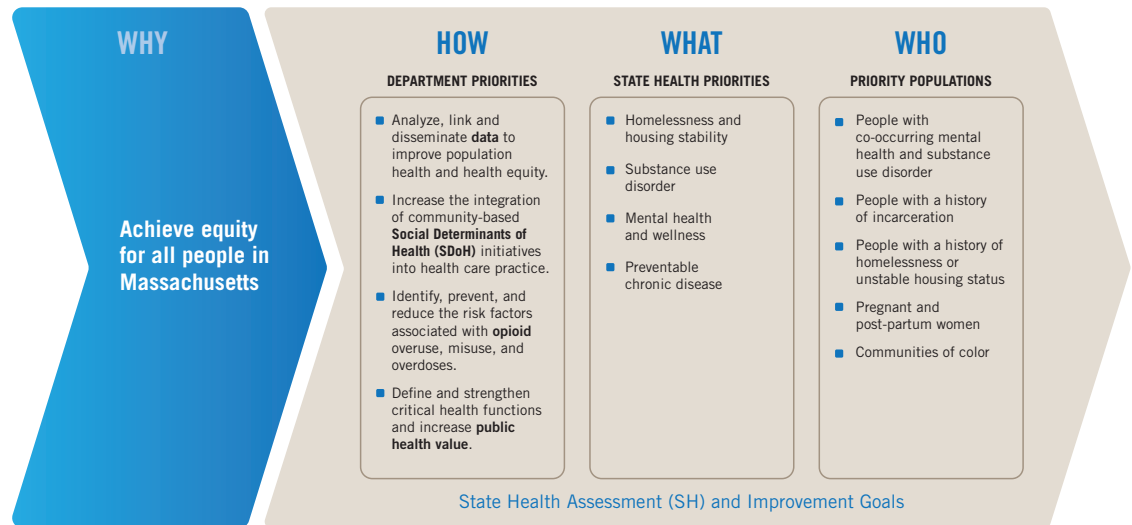 WHY
Achieve equity
for all people in
Massachusetts
HOW
DEPARTMENT PRIORITIES
Analyze, link and
disseminate data to
improve population
health and health equity.
Increase the integration
of community-based
Social Determinants of
Health (SDoH) initiatives
into health care practice.
Identify, prevent, and
reduce the risk factors
associated with opioid
overuse, misuse, and
overdoses.
Define and strengthen
critical health functions
and increase public
health value.
WHAT
STATE HEALTH PRIORITIES
Homelessness and
housing stability
Substance use
disorder
Mental health
and wellness
Preventable
chronic disease
WHO
PRIORITY POPULATIONS
People with
co-occurring mental
health and substance
use disorder
People with a history
of incarceration
People with a history of
homelessness or
unstable housing status
Pregnant and
post-partum women
Communities of color
State Health Assessment (SH) and Improvement Goals